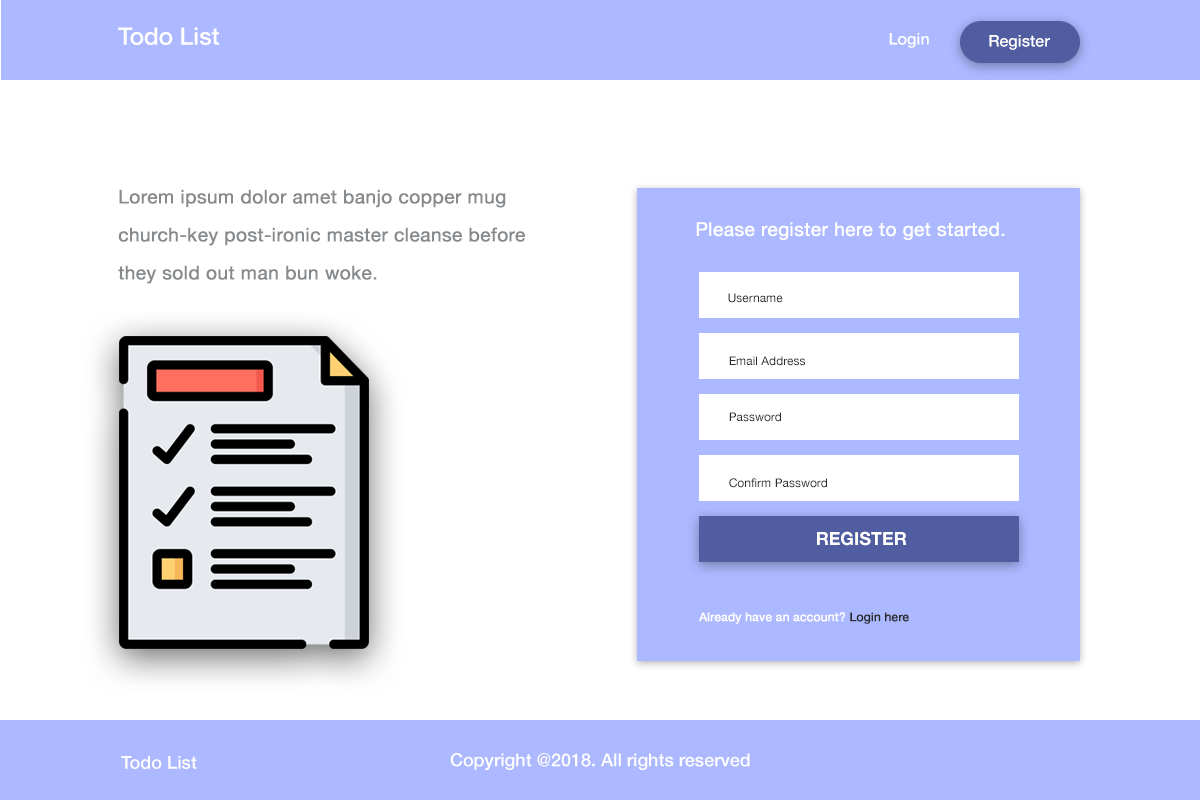 Todo List
Login
Register
Lorem ipsum dolor amet banjo copper mug
church-key post-ironic master cleanse before
they sold out man bun woke.
Please register here to get started.
Username
Email Address
Password
Confirm Password
REGISTER
Already have an account? Login here
Todo List
Copyright @2018. All rights reserved